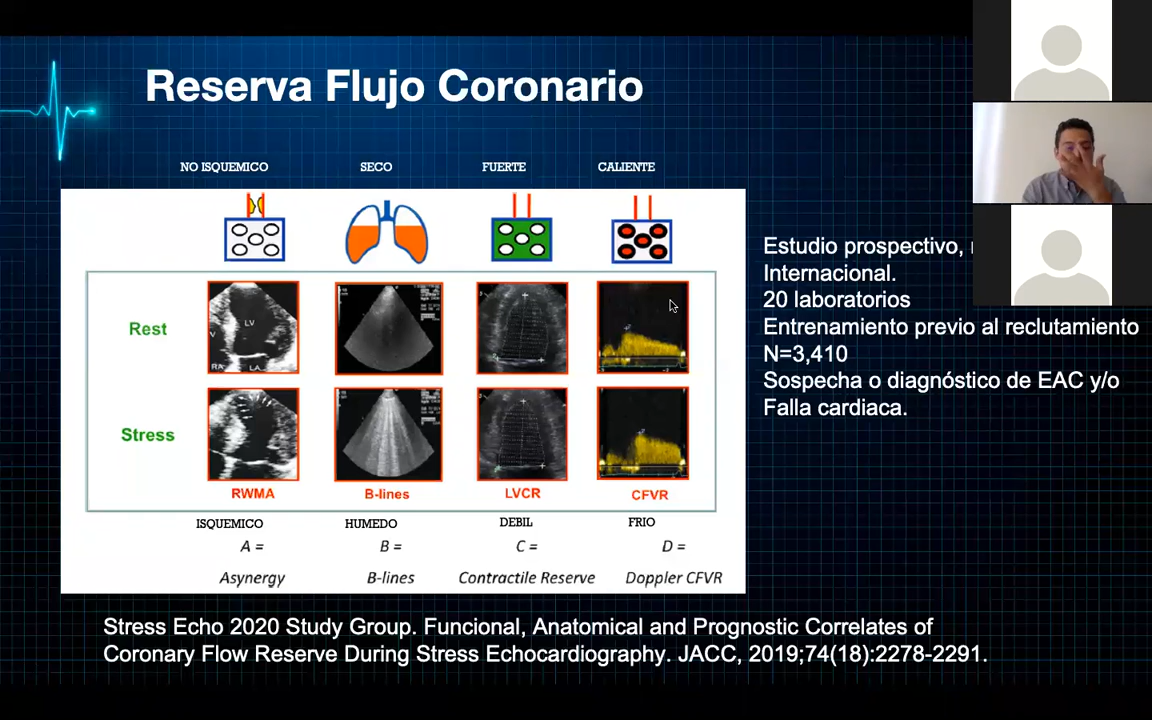 Reserva Flujo Coronario
NO ISQUEMICO SECO FUERTE CALIENTE
Estudio prospectivo,
Internacional.
20 laboratorios
Entrenamiento previo al reclutamiento
N=3,410
Sospecha o diagnóstico de EAC y/o
Falla cardiaca.
Rest
LV
V
RA LA
Stress
RWMA B-lines LVCR CFVR
ISQUEMICO HUMEDO DEBIL FRIO
A = B = C = D =
Asynergy B-lines Contractile Reserve Doppler CFVR
Stress Echo 2020 Study Group. Funcional, Anatomical and Prognostic Correlates of
Coronary Flow Reserve During Stress Echocardiography. JACC, 2019;74(18):2278-2291.